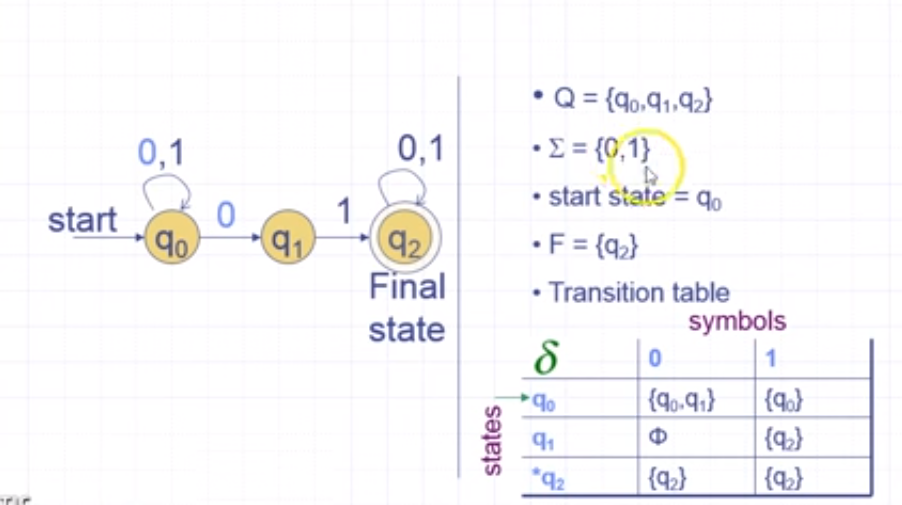 0,1
0,1
start
0
1
q₀
q₁
q₂
Final
state
• Q = {q₀,q₁,q₂}
• Σ = {0,1}
• start state = q₀
• F = {q₂}
• Transition table
symbols
states
δ 0 1
q₀ {q₀,q₁} {q₀}
q₁ Φ {q₂}
*q₂ {q₂} {q₂}